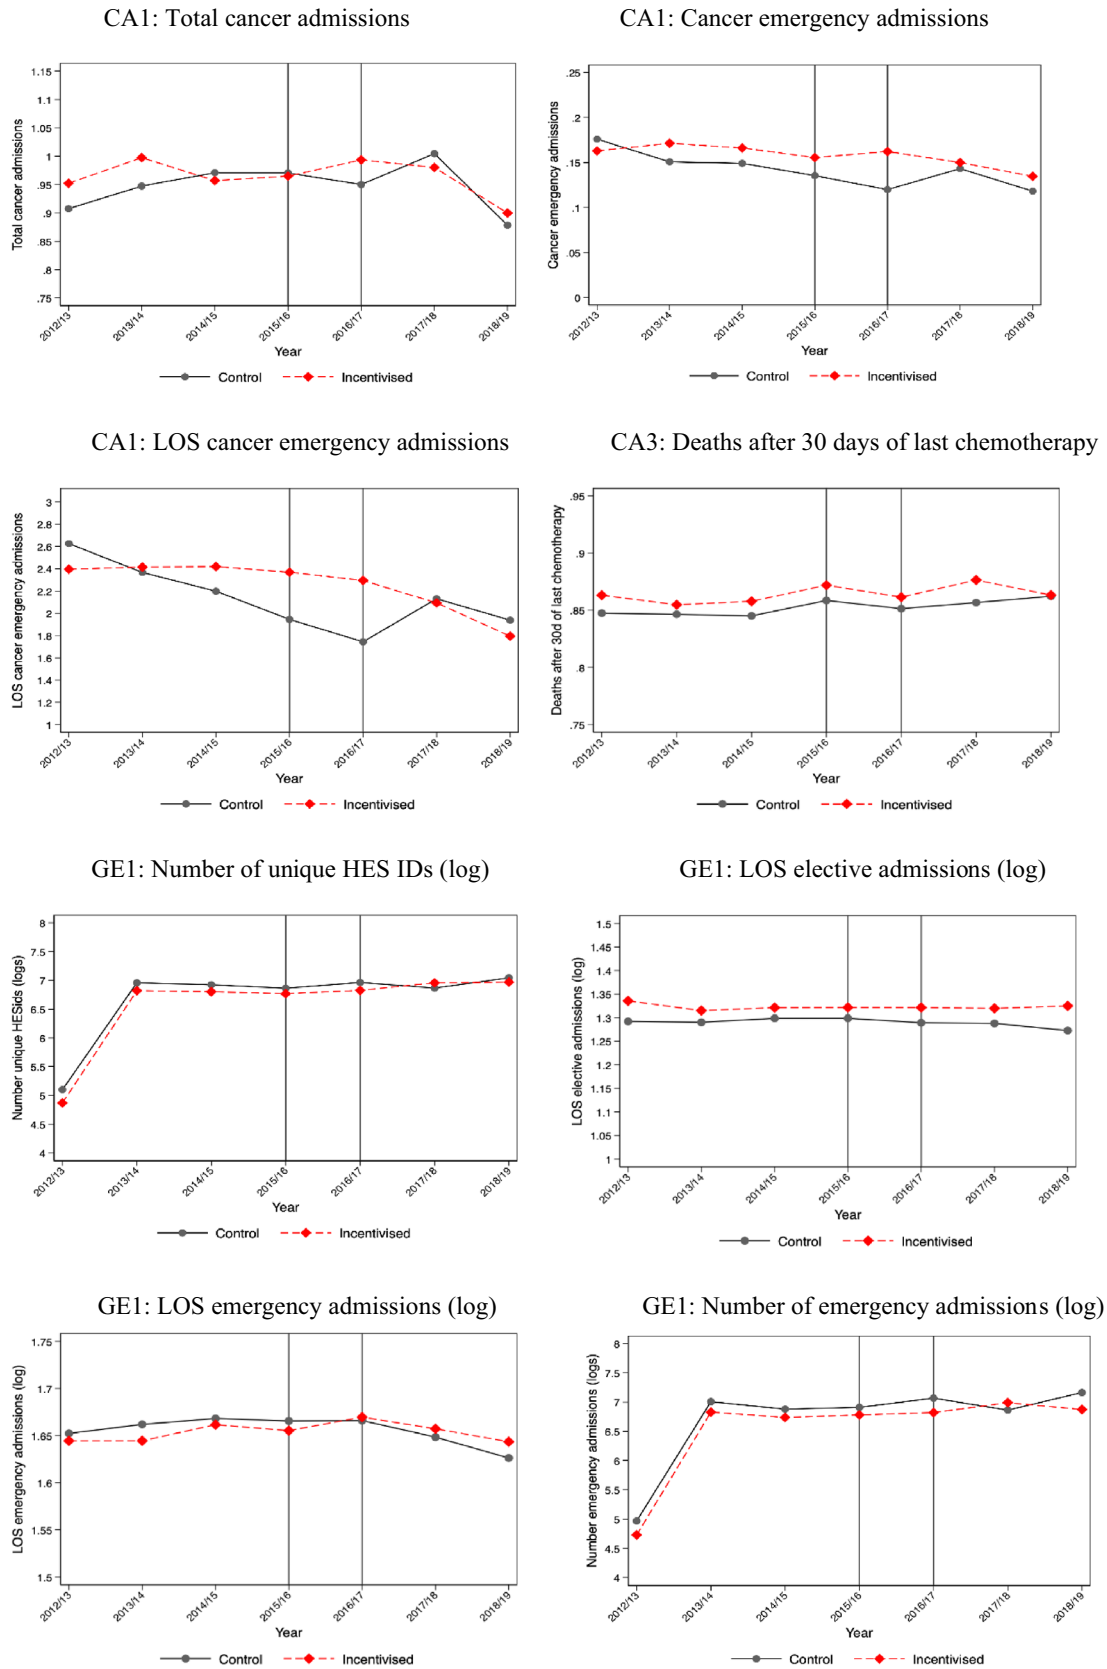 CA1: Total cancer admissions
Total cancer admissions
1.15
1.1
1.05
1
.95
.9
.85
.8
.75
2012/13 2013/14 2014/15 2015/16 2016/17 2017/18 2018/19
Year
Control Incentivised
CA1: Cancer emergency admissions
Cancer emergency admissions
.25
.2
.15
.1
.05
0
2012/13 2013/14 2014/15 2015/16 2016/17 2017/18 2018/19
Year
Control Incentivised
CA1: LOS cancer emergency admissions
LOS cancer emergency admissions
3
2.8
2.6
2.4
2.2
2
1.8
1.6
1.4
1.2
1
2012/13 2013/14 2014/15 2015/16 2016/17 2017/18 2018/19
Year
Control Incentivised
CA3: Deaths after 30 days of last chemotherapy
Deaths after 30d of last chemotherapy
.95
.9
.85
.8
.75
2012/13 2013/14 2014/15 2015/16 2016/17 2017/18 2018/19
Year
Control Incentivised
GE1: Number of unique HES IDs (log)
Number unique HESids (logs)
8
7.5
7
6.5
6
5.5
5
4.5
4
2012/13 2013/14 2014/15 2015/16 2016/17 2017/18 2018/19
Year
Control Incentivised
GE1: LOS elective admissions (log)
LOS elective admissions (log)
1.5
1.45
1.4
1.35
1.3
1.25
1.2
1.15
1.1
1.05
1
2012/13 2013/14 2014/15 2015/16 2016/17 2017/18 2018/19
Year
Control Incentivised
GE1: LOS emergency admissions (log)
LOS emergency admissions (log)
1.75
1.7
1.65
1.6
1.55
1.5
2012/13 2013/14 2014/15 2015/16 2016/17 2017/18 2018/19
Year
Control Incentivised
GE1: Number of emergency admissions (log)
Number emergency admissions (logs)
8
7.5
7
6.5
6
5.5
5
4.5
4
2012/13 2013/14 2014/15 2015/16 2016/17 2017/18 2018/19
Year
Control Incentivised